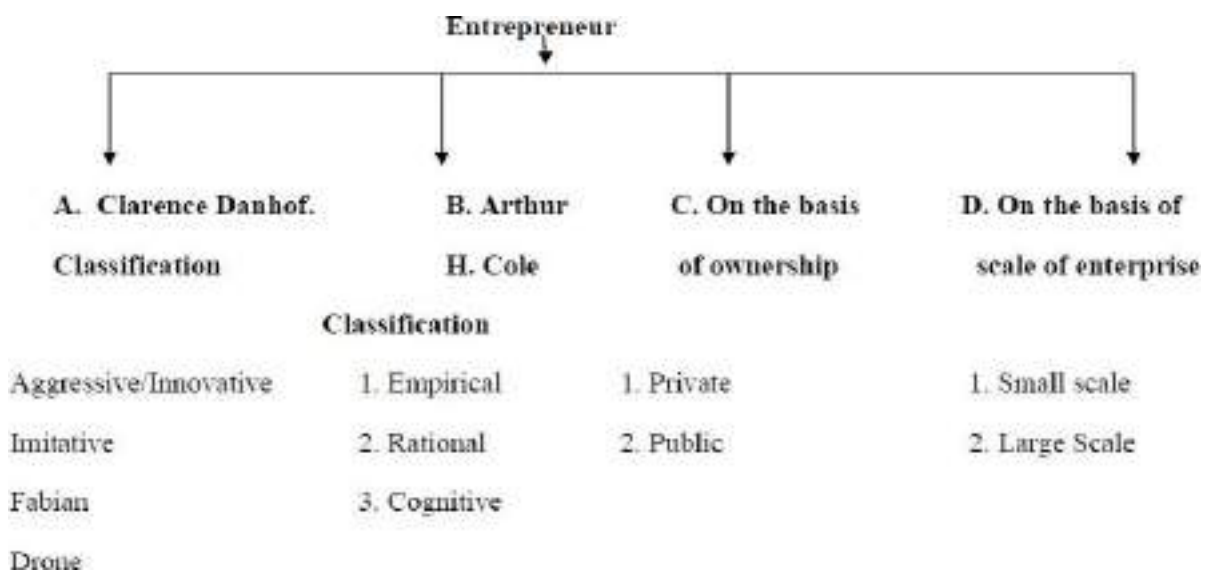 Entrepreneur
A. Clarence Danhof.
Classification
B. Arthur
H. Cole
Classification
C. On the basis
of ownership
D. On the basis of
scale of enterprise
Aggressive/Innovative
Imitative
Fabian
Drone
1. Empirical
2. Rational
3. Cognitive
1. Private
2. Public
1. Small scale
2. Large Scale